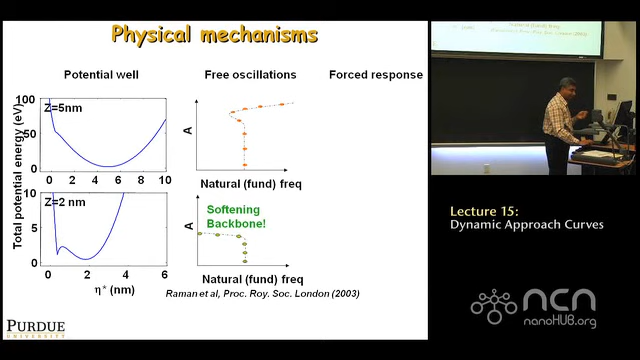 Physical mechanisms
Potential well
Free oscillations
Forced response
Total potential energy (eV)
100
50
0
Z=5nm
0 2 4 6 8 10
A
Natural (fund) freq
10
5
0
Z=2 nm
0 2 4 6
η* (nm)
A
Softening
Backbone!
Natural (fund) freq
Raman et al, Proc. Roy. Soc. London (2003)
PURDUE
UNIVERSITY
Lecture 15:
Dynamic Approach Curves
ncn
nanoHUB.org